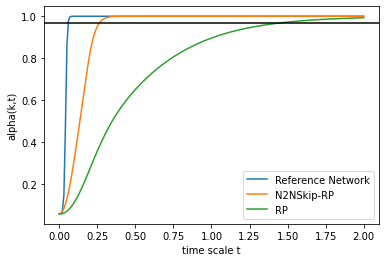 1.0
0.8
0.6
0.4
0.2
alpha(k,t)
0.00 0.25 0.50 0.75 1.00 1.25 1.50 1.75 2.00
time scale t
Reference Network
N2NSkip-RP
RP